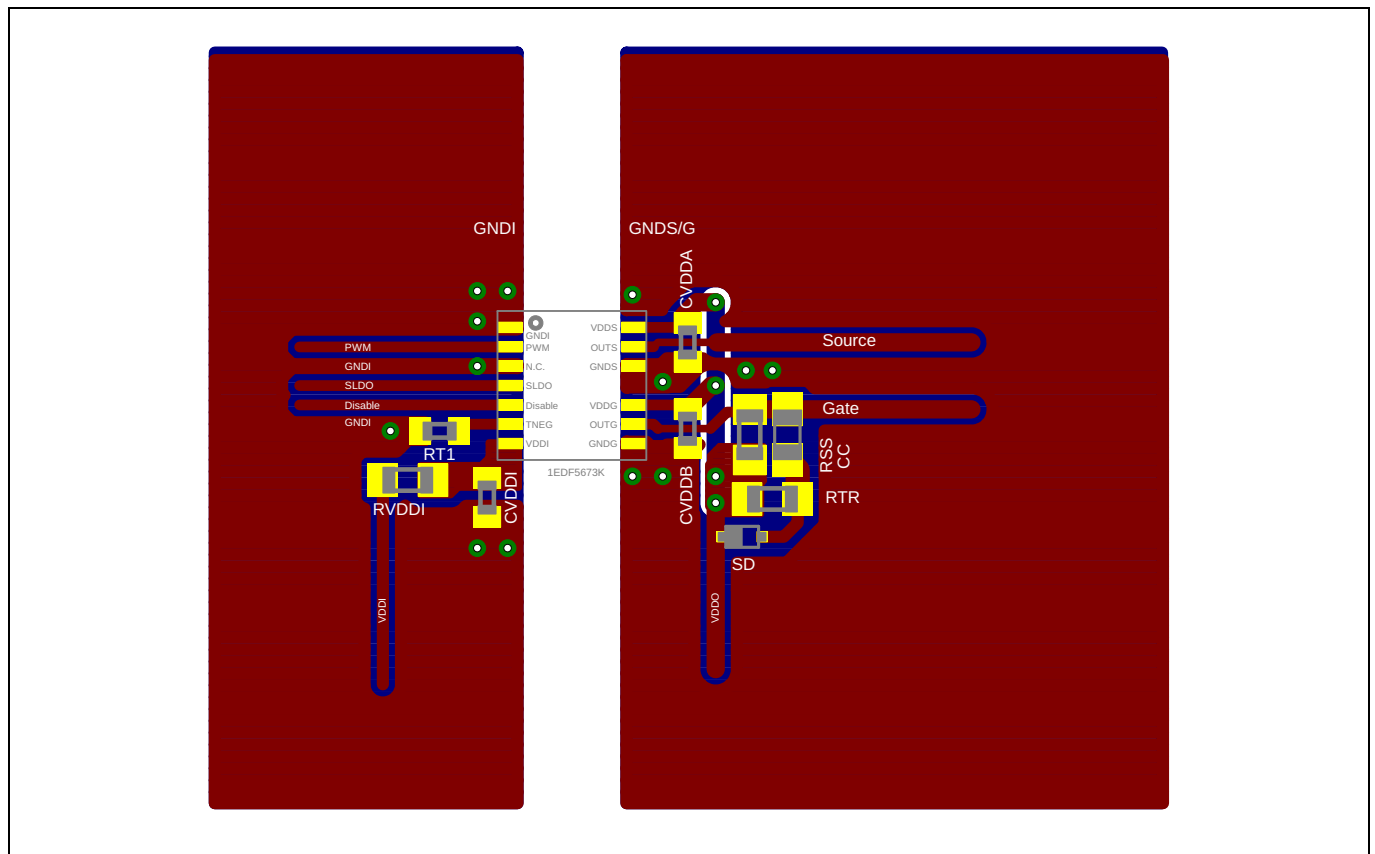 GNDI
GNDS/G
CVDDA
GNDI
VDDS
PWM
PWM
OUTS
Source
GNDI
N.C.
GNDS
SLDO
SLDO
Disable
Disable
VDDG
Gate
GNDI
TNEG
OUTG
RT1
VDDI
GNDG
RSS
CC
1EDF5673K
RVDDI
CVDDI
CVDDB
RTR
SD
VDDI
VDDO